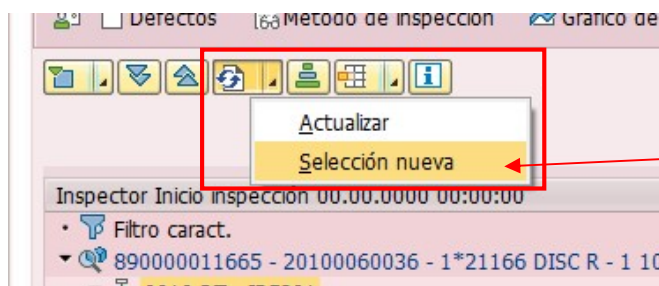 Defectos Método de inspección Gráfico de
Actualizar
Selección nueva
Inspector Inicio inspección 00.00.0000 00:00:00
Filtro caract.
890000011665 - 20100060036 - 1*21166 DISC R - 1 10